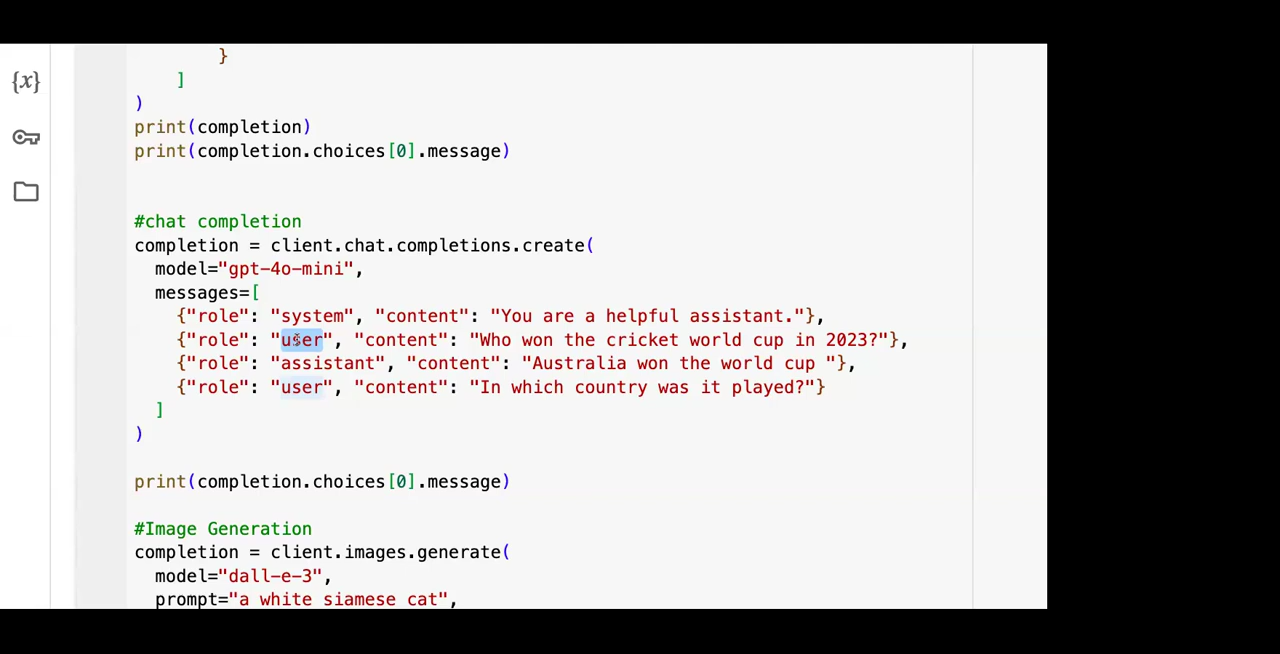 }
]
)
{x}
print(completion)
print(completion.choices[0].message)
#chat completion
completion = client.chat.completions.create(
model="gpt-4o-mini",
messages=[
{"role": "system", "content": "You are a helpful assistant."},
{"role": "user", "content": "Who won the cricket world cup in 2023?"},
{"role": "assistant", "content": "Australia won the world cup "},
{"role": "user", "content": "In which country was it played?"}
]
)
print(completion.choices[0].message)
#Image Generation
completion = client.images.generate(
model="dall-e-3",
prompt="a white siamese cat",